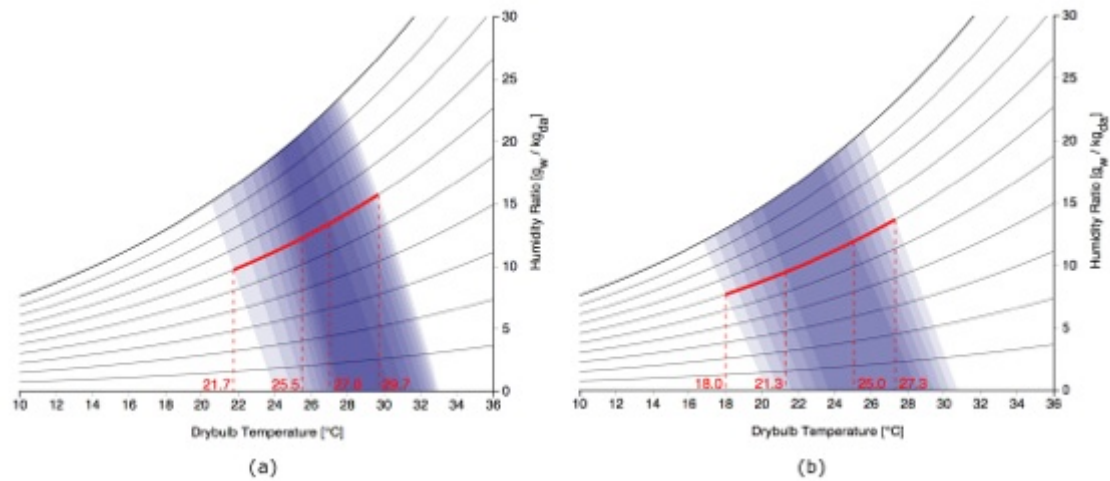 30
25
20
15
10
5
0
Humidity Ratio [gw / kgda]
21.7
25.5
27.0
29.7
10 12 14 16 18 20 22 24 26 28 30 32 34 36
Drybulb Temperature [°C]
(a)
30
25
20
15
10
5
0
Humidity Ratio [gw / kgda]
18.0
21.3
25.0
27.3
10 12 14 16 18 20 22 24 26 28 30 32 34 36
Drybulb Temperature [°C]
(b)